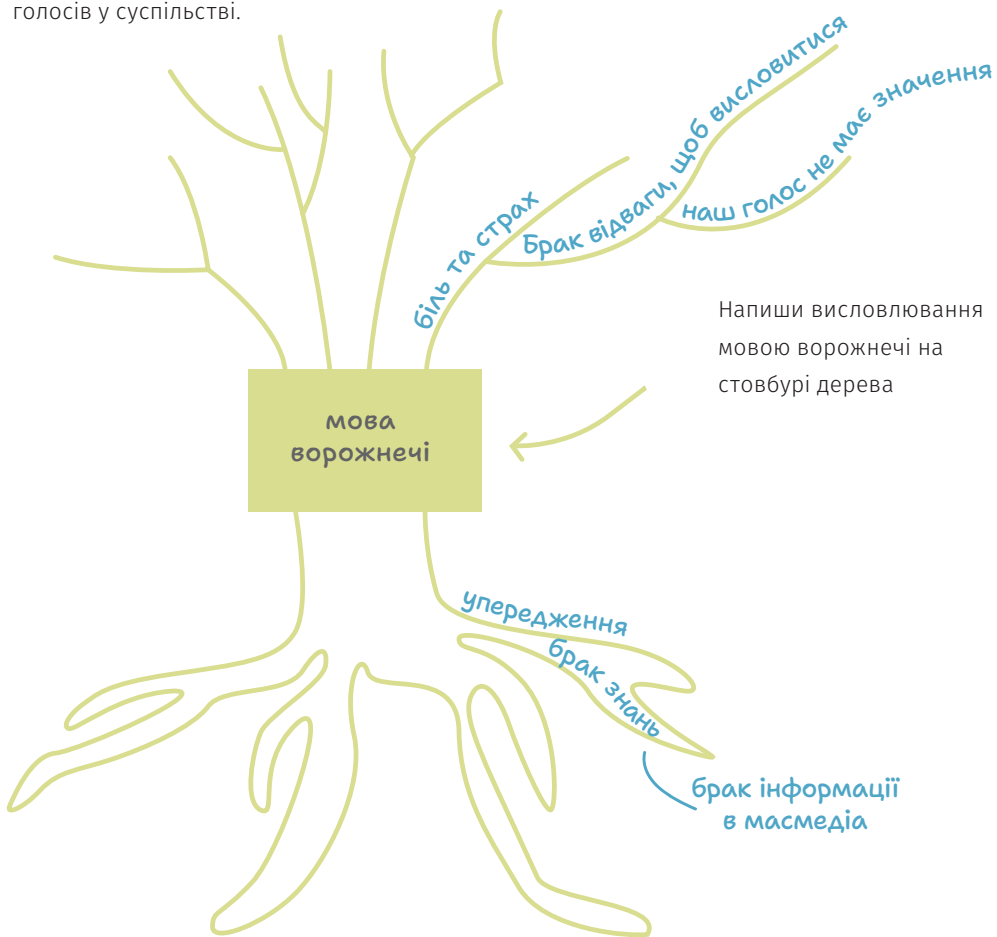 голосів у суспільстві.
біль та страх
Брак відваги, щоб висловитися
наш голос не має значення
Напиши висловлювання
мовою ворожнечі на
стовбурі дерева
мова
ворожнечі
упередження
брак знань
брак інформації
в масмедіа